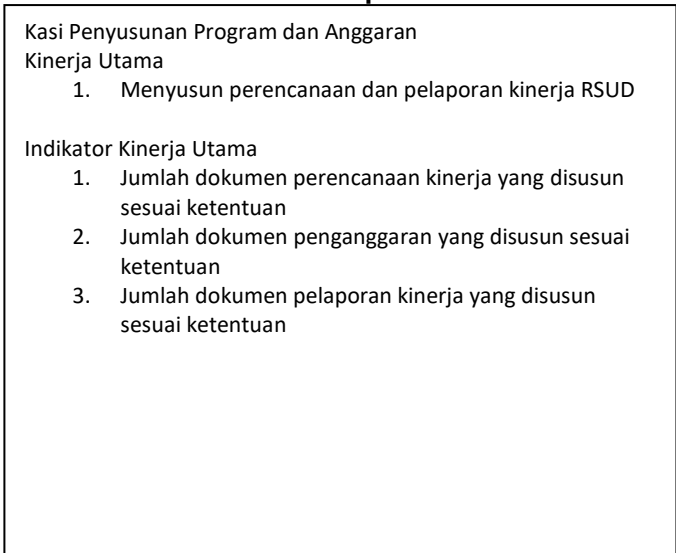 Kasi Penyusunan Program dan Anggaran
Kinerja Utama
1. Menyusun perencanaan dan pelaporan kinerja RSUD
Indikator Kinerja Utama
1. Jumlah dokumen perencanaan kinerja yang disusun
sesuai ketentuan
2. Jumlah dokumen penganggaran yang disusun sesuai
ketentuan
3. Jumlah dokumen pelaporan kinerja yang disusun
sesuai ketentuan